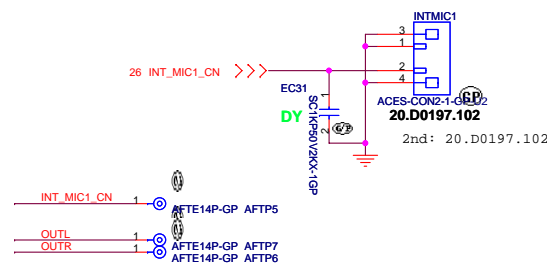 INTMIC1
3
1
2
4
26 INT_MIC1_CN
EC31
1
2
DY
SC1KP50V2KX-1GP
GP
ACES-CON2-1-GP-U2
GP
20.D0197.102
2nd: 20.D0197.102
INT_MIC1_CN
1
AFTE14P-GP AFTP5
OUTL
1
AFTE14P-GP AFTP7
OUTR
1
AFTE14P-GP AFTP6